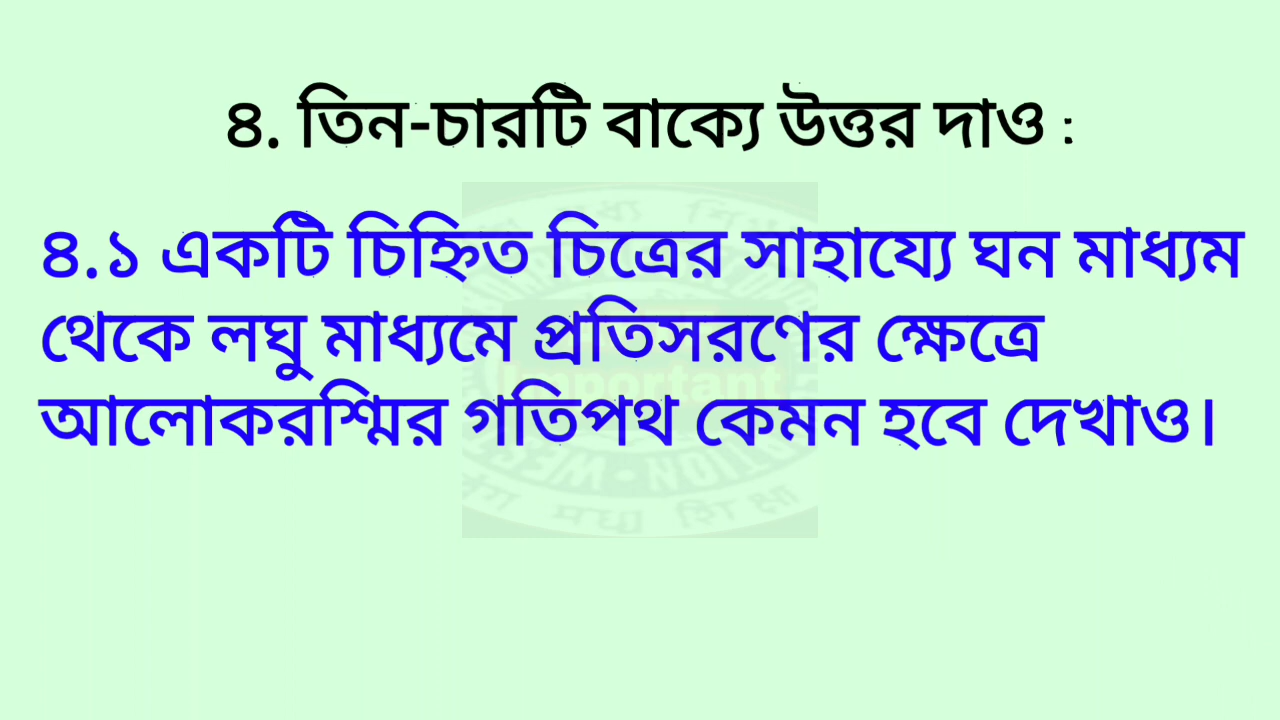 ৪. তিন-চারটি বাক্যে উত্তর দাও :
৪.১ একটি চিহ্নিত চিত্রের সাহায্যে ঘন মাধ্যম
থেকে লঘু মাধ্যমে প্রতিসরণের ক্ষেত্রে
আলোকরশ্মির গতিপথ কেমন হবে দেখাও।
Important